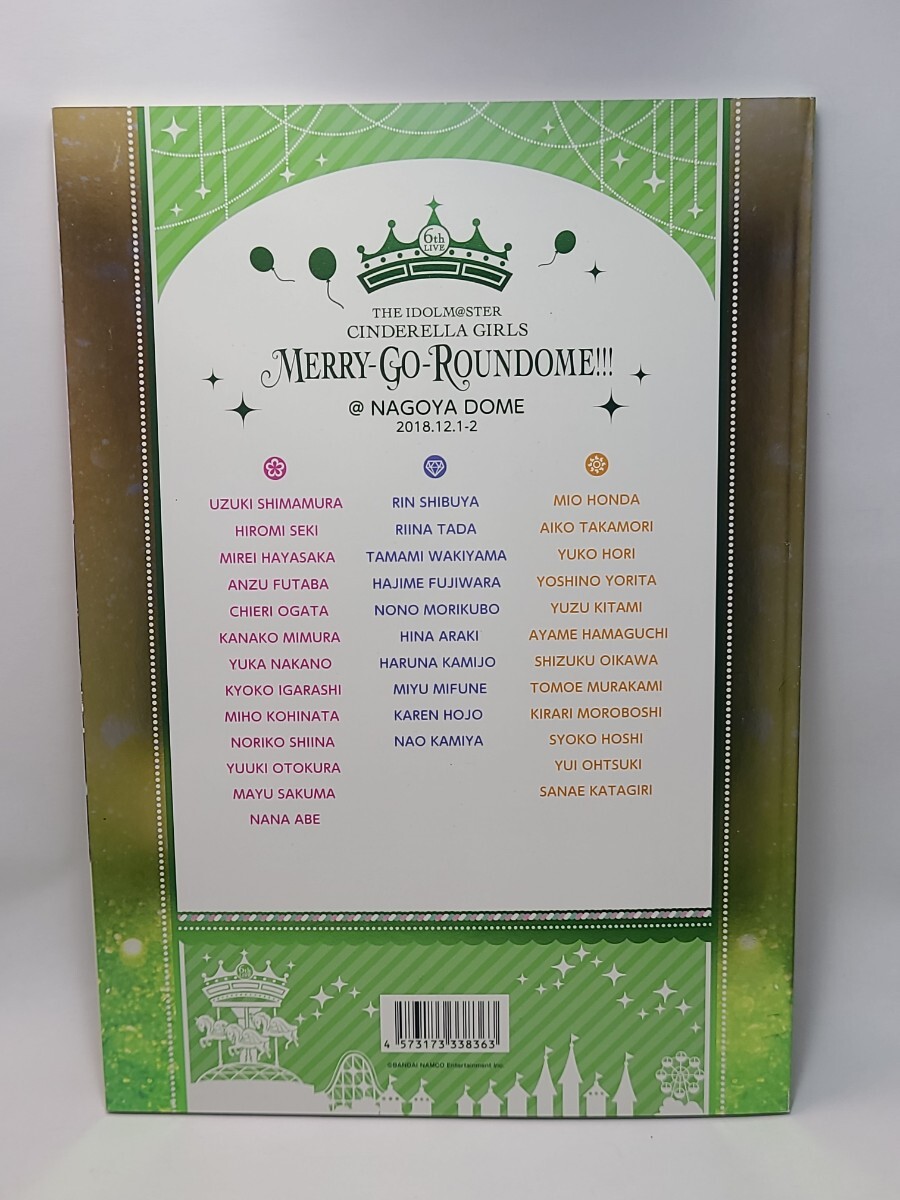 6th
LIVE
THE IDOLM@STER
CINDERELLA GIRLS
MERRY-GO-ROUNDOME!!!
@ NAGOYA DOME
2018.12.1-2
UZUKI SHIMAMURA
HIROMI SEKI
MIREI HAYASAKA
ANZU FUTABA
CHIERI OGATA
KANAKO MIMURA
YUKA NAKANO
KYOKO IGARASHI
MIHO KOHINATA
NORIKO SHIINA
YUUKI OTOKURA
MAYU SAKUMA
NANA ABE
RIN SHIBUYA
RIINA TADA
TAMAMI WAKIYAMA
HAJIME FUJIWARA
NONO MORIKUBO
HINA ARAKI
HARUNA KAMIJO
MIYU MIFUNE
KAREN HOJO
NAO KAMIYA
MIO HONDA
AIKO TAKAMORI
YUKO HORI
YOSHINO YORITA
YUZU KITAMI
AYAME HAMAGUCHI
SHIZUKU OIKAWA
TOMOE MURAKAMI
KIRARI MOROBOSHI
SYOKO HOSHI
YUI OHTSUKI
SANAE KATAGIRI
6th
LIVE
4 573173 338363
©BANDAI NAMCO Entertainment Inc.